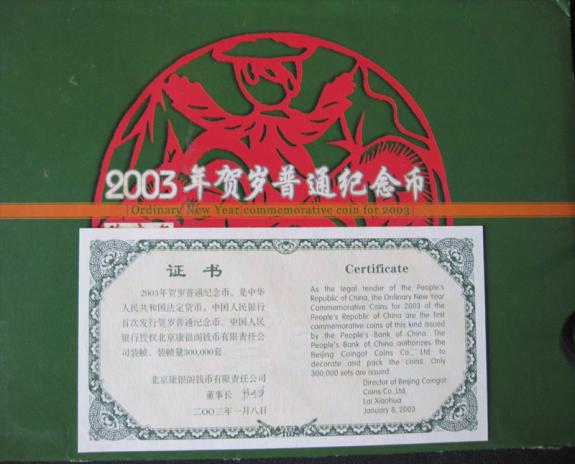 2003年贺岁普通纪念币
Ordinary New Year commemorative coin for 2003
证书
2003年贺岁普通纪念币，是中华
人民共和国法定货币。中国人民银行
首次发行贺岁普通纪念币。中国人民
银行授权北京康银阁钱币有限责任公
司装帧，装帧量300,000套。
北京康银阁钱币有限责任公司
董事长
二〇〇三年一月八日
Certificate
As the legal tender of the People's
Republic of China, the Ordinary New Year
Commemorative Coins for 2003 of the
People's Republic of China are the first
commemorative coins of this kind issued
by the People's Bank of China. The
People's Bank of China authorizes the
Beijing Coingot Coins Co., Ltd. to
decorate and pack the coins. Only
300,000 sets are issued.
Director of Beijing Coingot
Coins Co.,Ltd.
Lai Xiaohua
January 8, 2003